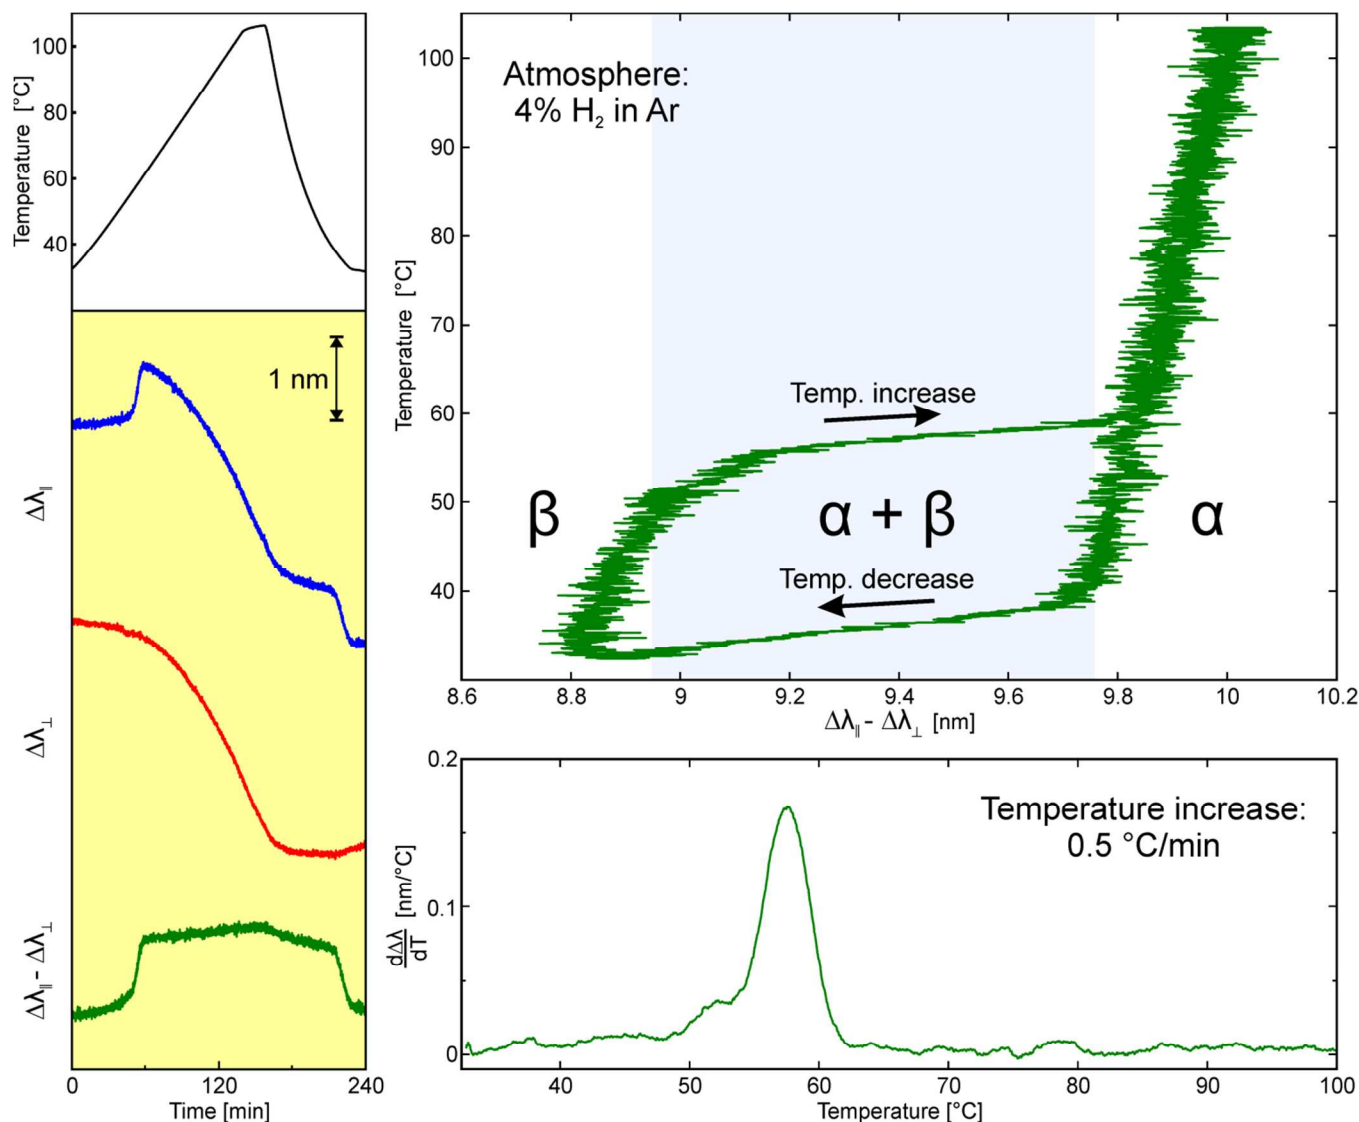 Temperature [°C]
100
80
60
40
1 nm
Δλ∥
Δλ⊥
Δλ∥ - Δλ⊥
0
120
240
Time [min]
Temperature [°C]
100
90
80
70
60
50
40
Atmosphere:
4% H₂ in Ar
Temp. increase
β
α + β
α
Temp. decrease
8.6
8.8
9
9.2
9.4
9.6
9.8
10
10.2
Δλ∥ - Δλ⊥ [nm]
dΔλ
dT
[nm/°C]
0.2
0.1
0
Temperature increase:
0.5 °C/min
40
50
60
70
80
90
100
Temperature [°C]